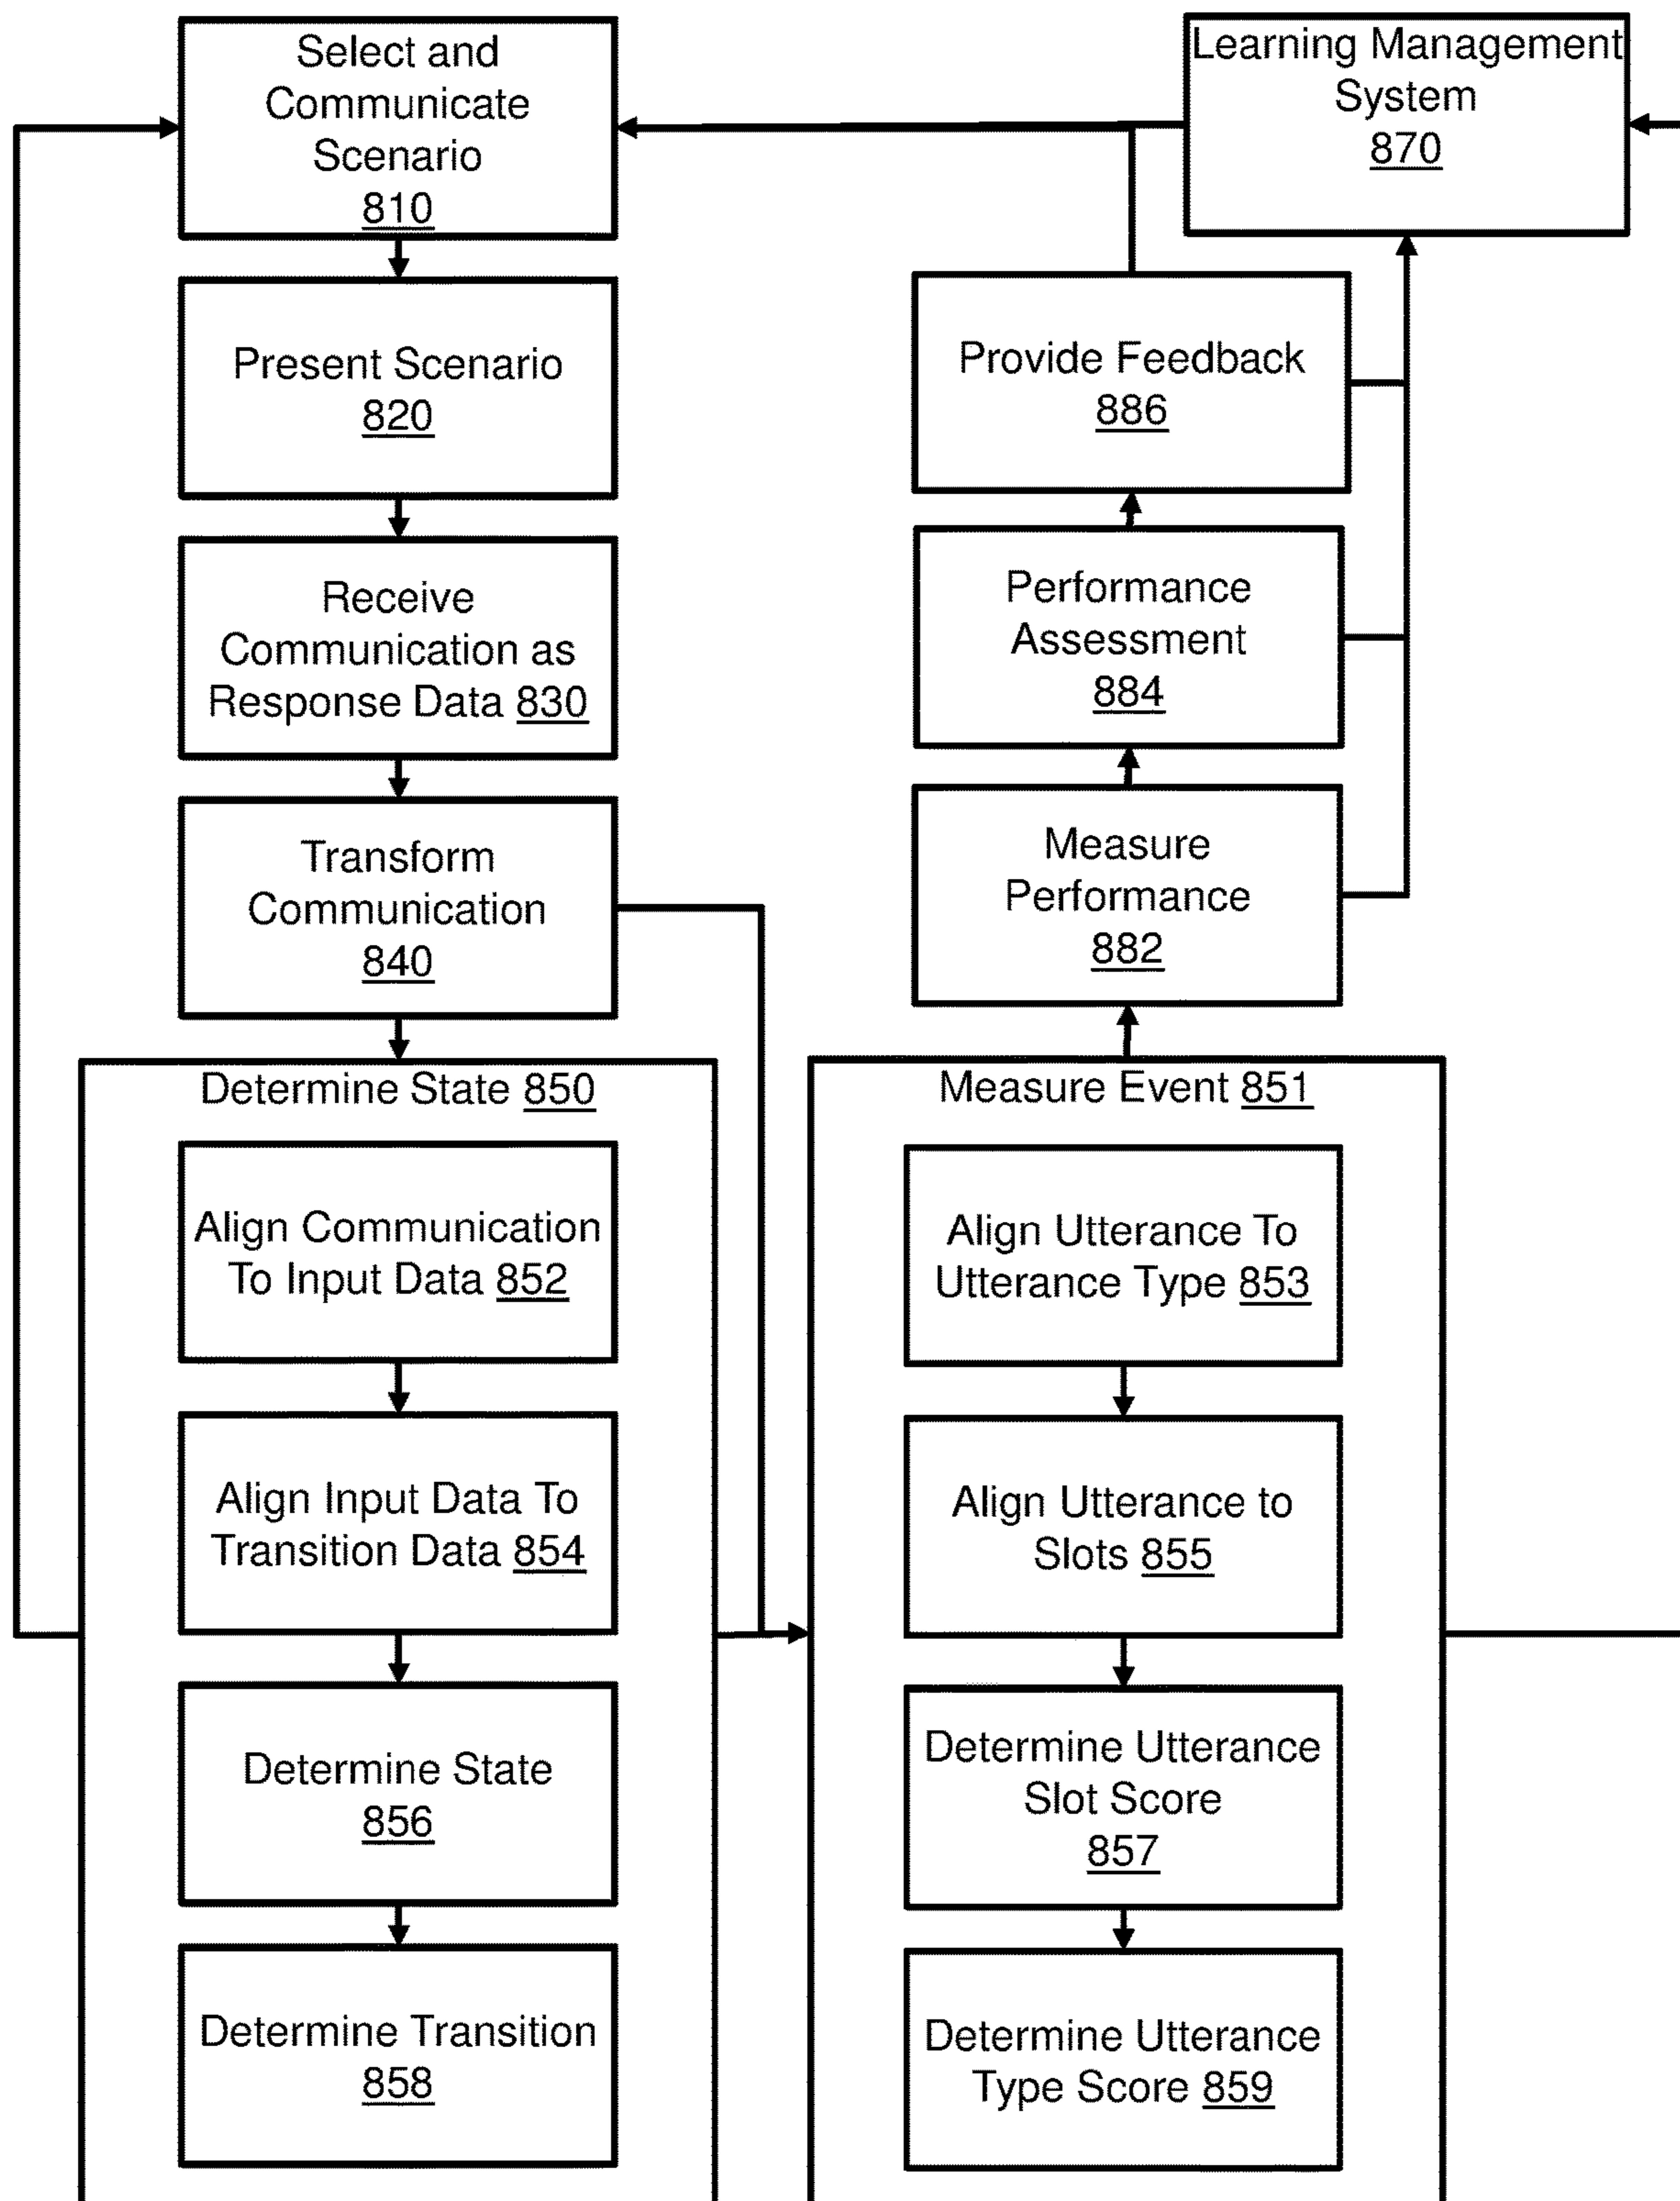 Select and
Communicate
Scenario
810
Learning Management
System
870
Present Scenario
820
Provide Feedback
886
Receive
Communication as
Response Data 830
Performance
Assessment
884
Transform
Communication
840
Measure
Performance
882
Determine State 850
Align Communication
To Input Data 852
Align Input Data To
Transition Data 854
Determine State
856
Determine Transition
858
Measure Event 851
Align Utterance To
Utterance Type 853
Align Utterance to
Slots 855
Determine Utterance
Slot Score
857
Determine Utterance
Type Score 859